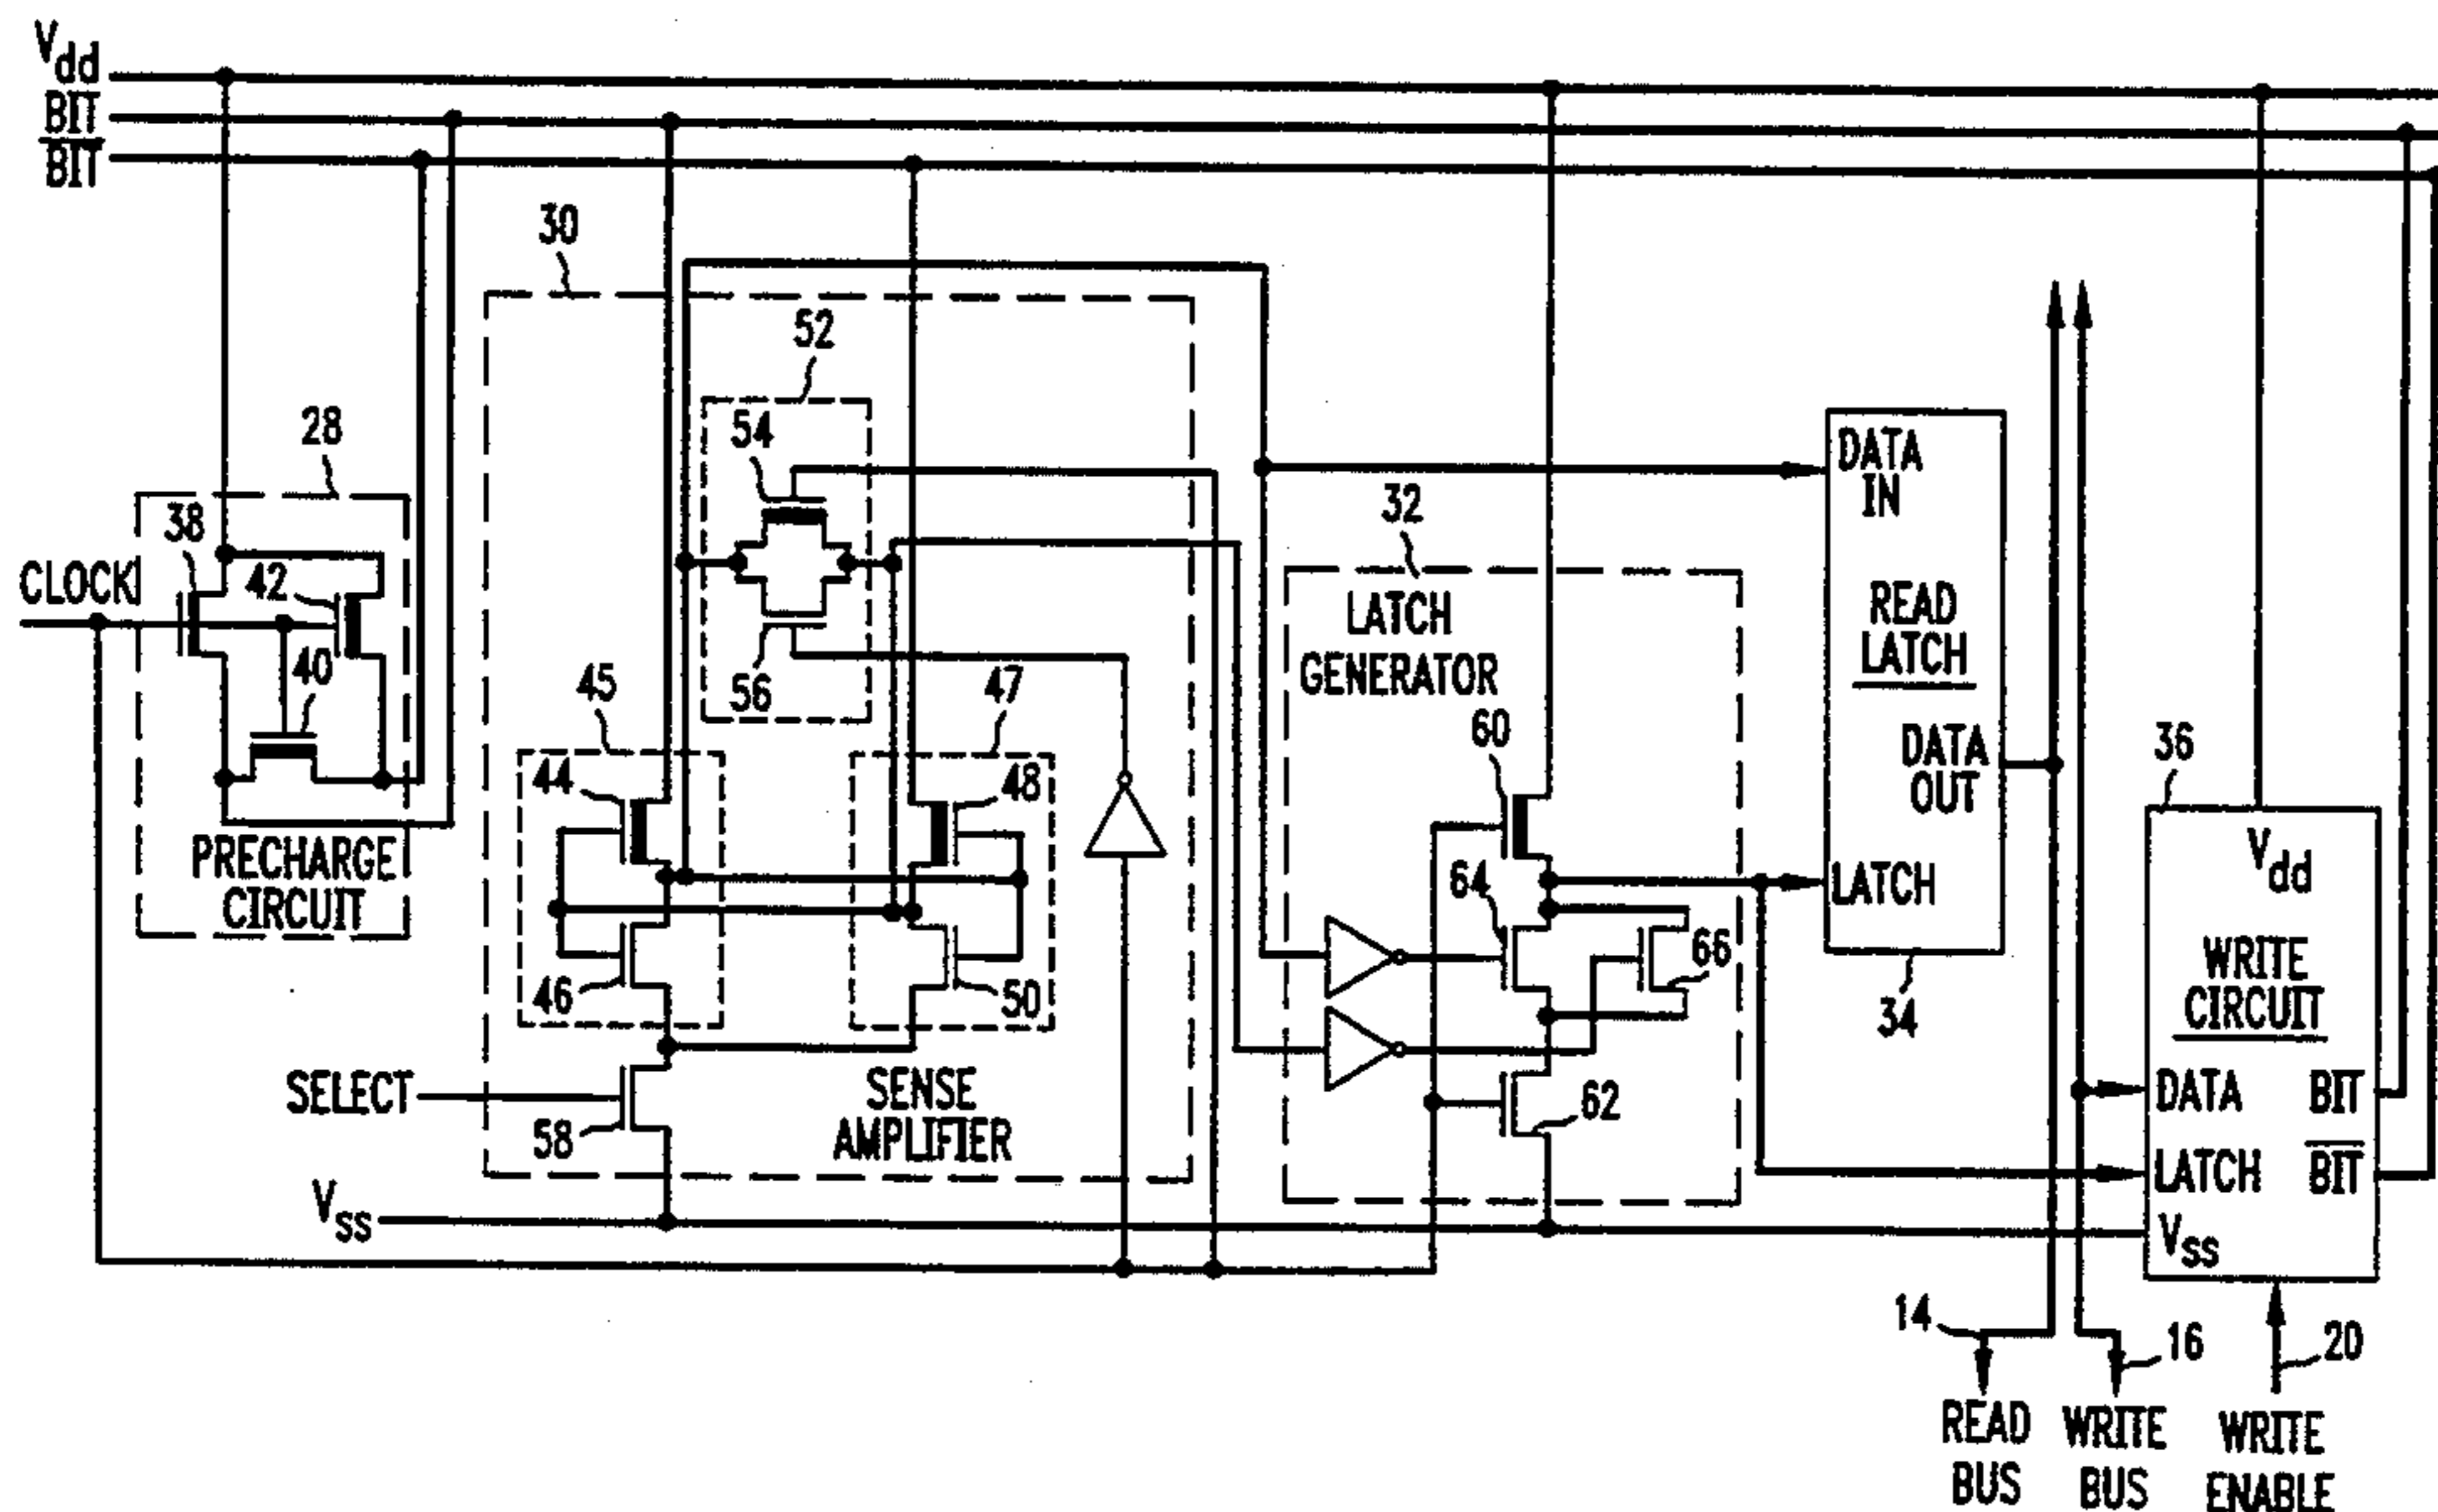 Vdd
BIT
B̅I̅T̅
30
52
54
28
38
CLOCK
42
40
56
45
47
44
48
PRECHARGE
CIRCUIT
46
50
SELECT
58
SENSE
AMPLIFIER
Vss
32
LATCH
GENERATOR
60
64
66
62
DATA
IN
READ
LATCH
DATA
OUT
LATCH
34
36
Vdd
WRITE
CIRCUIT
DATA
BIT
LATCH
B̅I̅T̅
Vss
14
16
20
READ
BUS
WRITE
BUS
WRITE
ENABLE